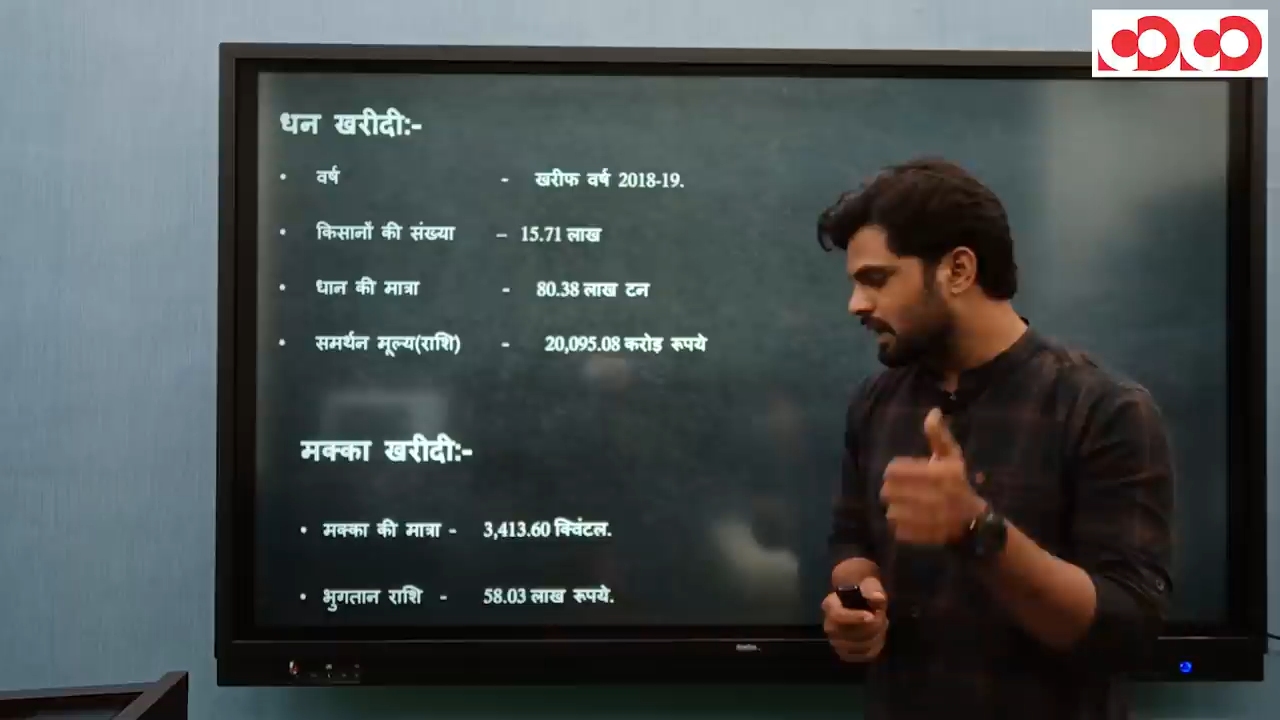 धन खरीदी:-
• वर्ष - खरीफ वर्ष 2018-19.
• किसानों की संख्या – 15.71 लाख
• धान की मात्रा - 80.38 लाख टन
• समर्थन मूल्य(राशि) - 20,095.08 करोड़ रूपये
मक्का खरीदी:-
• मक्का की मात्रा - 3,413.60 क्विंटल.
• भुगतान राशि - 58.03 लाख रूपये.